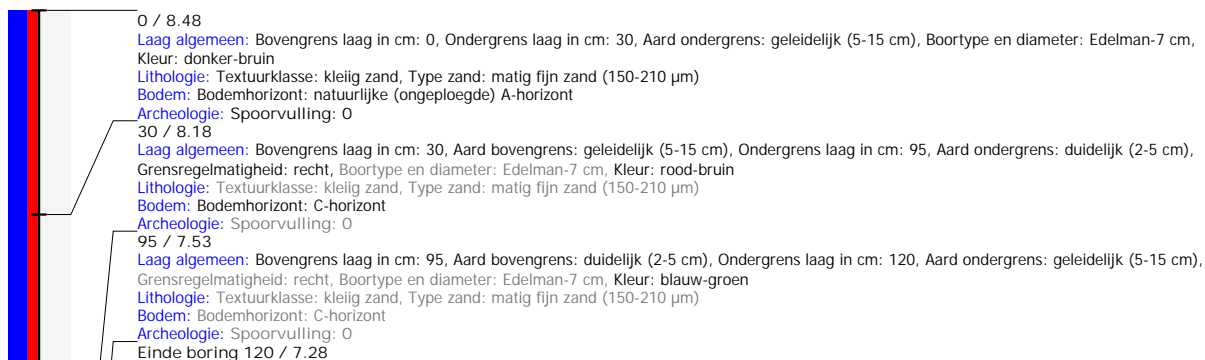 0 / 8.48
Laag algemeen: Bovengrens laag in cm: 0, Ondergrens laag in cm: 30, Aard ondergrens: geleidelijk (5-15 cm), Boortype en diameter: Edelman-7 cm,
Kleur: donker-bruin
Lithologie: Textuurklasse: kleiig zand, Type zand: matig fijn zand (150-210 µm)
Bodem: Bodemhorizont: natuurlijke (ongeploegde) A-horizont
Archeologie: Spoorvulling: 0
30 / 8.18
Laag algemeen: Bovengrens laag in cm: 30, Aard bovengrens: geleidelijk (5-15 cm), Ondergrens laag in cm: 95, Aard ondergrens: duidelijk (2-5 cm),
Grensregelmatigheid: recht, Boortype en diameter: Edelman-7 cm, Kleur: rood-bruin
Lithologie: Textuurklasse: kleiig zand, Type zand: matig fijn zand (150-210 µm)
Bodem: Bodemhorizont: C-horizont
Archeologie: Spoorvulling: 0
95 / 7.53
Laag algemeen: Bovengrens laag in cm: 95, Aard bovengrens: duidelijk (2-5 cm), Ondergrens laag in cm: 120, Aard ondergrens: geleidelijk (5-15 cm),
Grensregelmatigheid: recht, Boortype en diameter: Edelman-7 cm, Kleur: blauw-groen
Lithologie: Textuurklasse: kleiig zand, Type zand: matig fijn zand (150-210 µm)
Bodem: Bodemhorizont: C-horizont
Archeologie: Spoorvulling: 0
Einde boring 120 / 7.28